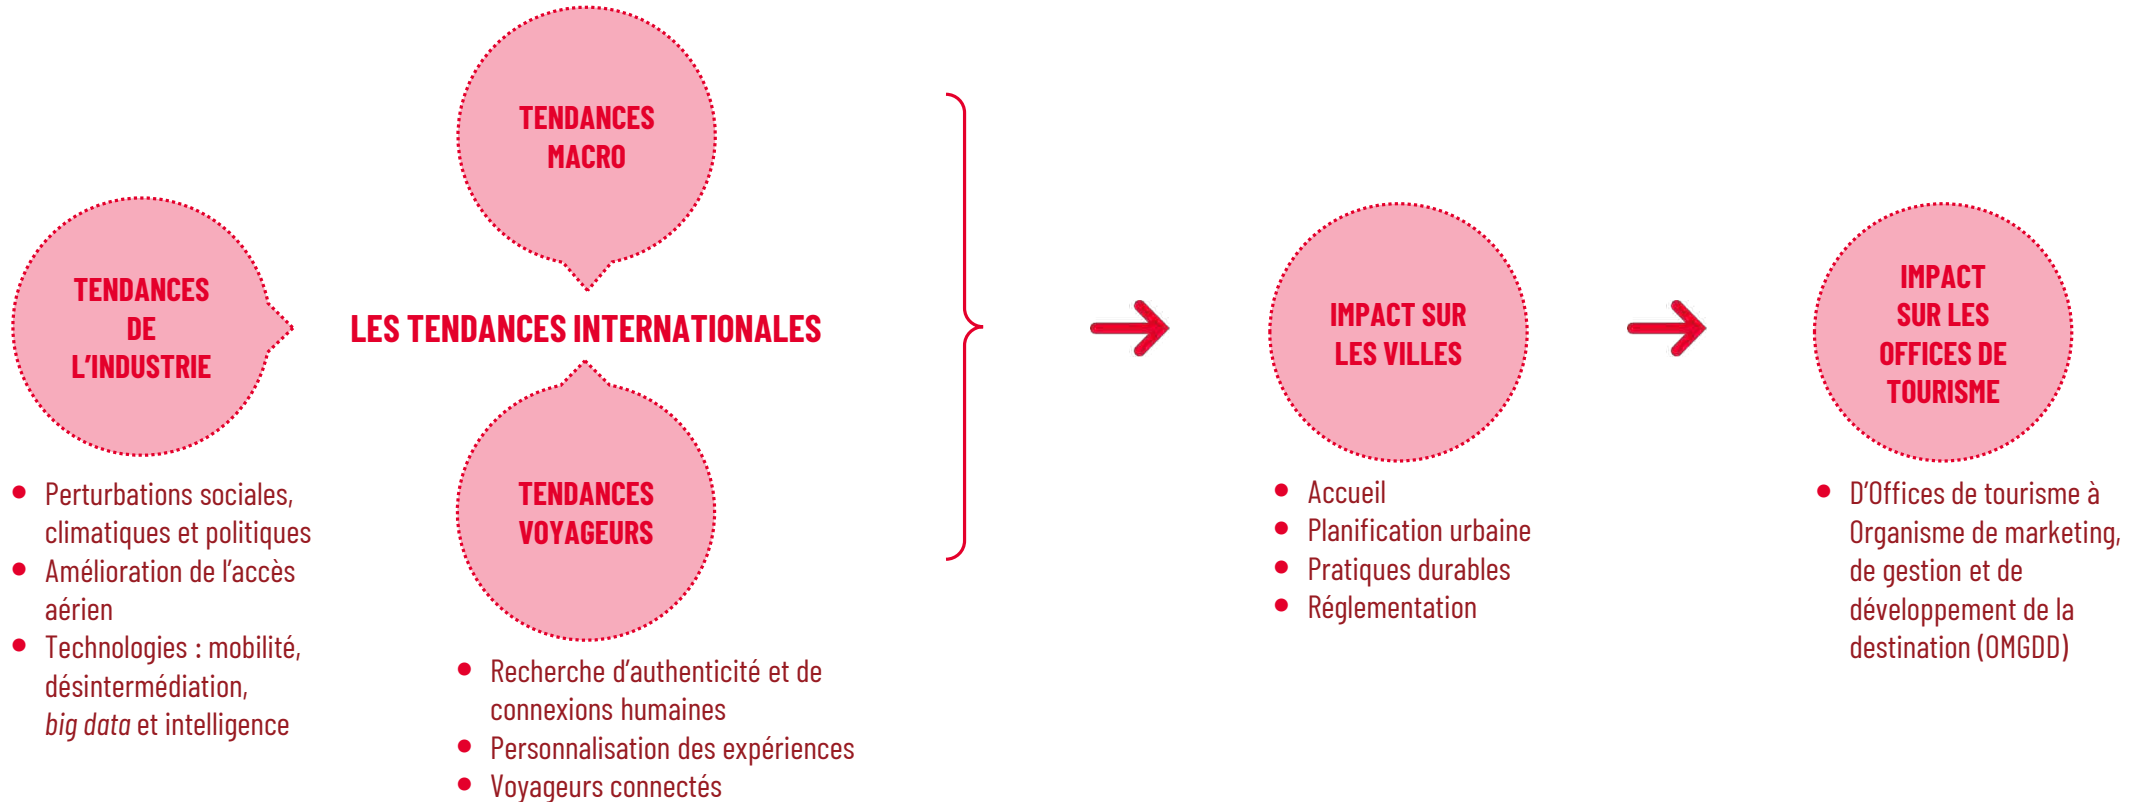 TENDANCES
MACRO
TENDANCES
DE
L’INDUSTRIE
LES TENDANCES INTERNATIONALES
TENDANCES
VOYAGEURS
IMPACT SUR
LES VILLES
IMPACT
SUR LES
OFFICES DE
TOURISME
• Perturbations sociales,
climatiques et politiques
• Amélioration de l’accès
aérien
• Technologies : mobilité,
désintermédiation,
big data et intelligence
• Recherche d’authenticité et de
connexions humaines
• Personnalisation des expériences
• Voyageurs connectés
• Accueil
• Planification urbaine
• Pratiques durables
• Réglementation
• D’Offices de tourisme à
Organisme de marketing,
de gestion et de
développement de la
destination (OMGDD)